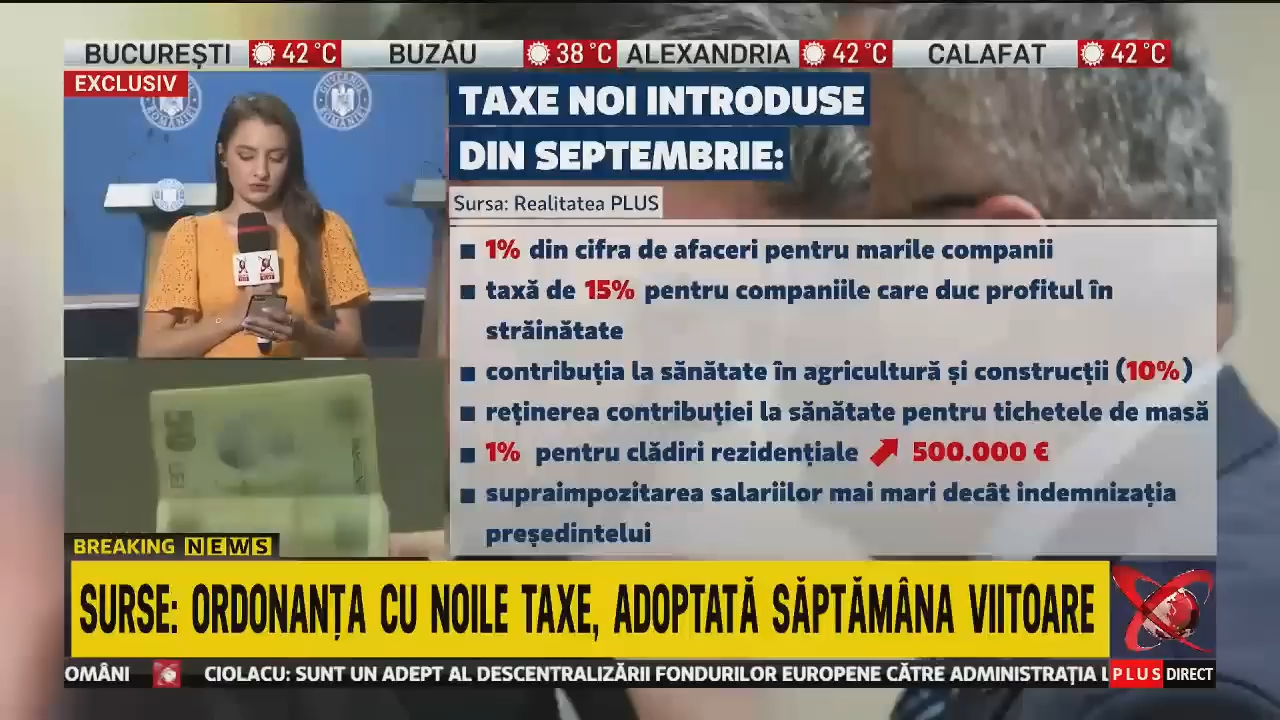 BUCUREȘTI 42°C BUZĂU 38°C ALEXANDRIA 42°C CALAFAT 42°C
EXCLUSIV
GUVERNUL ROMÂNIEI
TAXE NOI INTRODUSE
DIN SEPTEMBRIE:
Sursa: Realitatea PLUS
1% din cifra de afaceri pentru marile companii
taxă de 15% pentru companiile care duc profitul în
străinătate
contribuția la sănătate în agricultură și construcții (10%)
reținerea contribuției la sănătate pentru tichetele de masă
1% pentru clădiri rezidențiale 500.000 €
supraimpozitarea salariilor mai mari decât indemnizația
președintelui
50
BREAKING NEWS
SURSE: ORDONANȚA CU NOILE TAXE, ADOPTATĂ SĂPTĂMÂNA VIITOARE
OMÂNI CIOLACU: SUNT UN ADEPT AL DESCENTRALIZĂRII FONDURILOR EUROPENE CĂTRE ADMINISTRAȚIA L
PLUS DIRECT